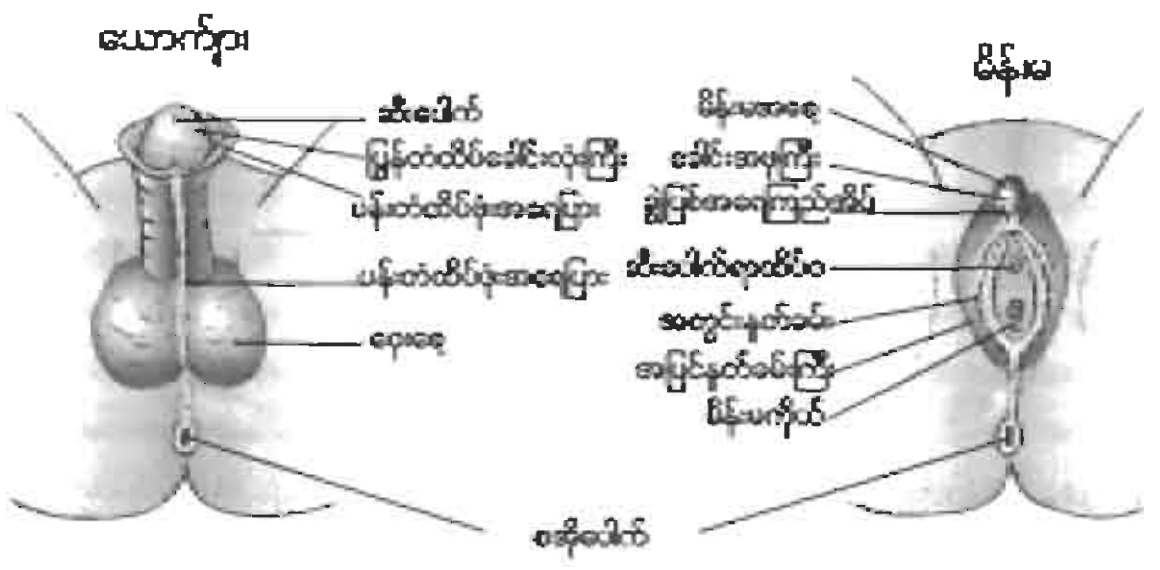 ယောက်ျား
ဆီးပေါက်
ပြွန်တံထိပ်ခေါင်းလုံးကြီး
ပန်းတံထိပ်ဖုံးအရေပြား
ပန်းတံထိပ်ဖုံးအရေပြား
ဝှေးစေ့
မိန်းမ
မိန်းမအစေ့
ခေါင်းအဖုကြီး
ဆီးပေါက်ရာထိပ်ဝ
အတွင်းနှုတ်ခမ်း
အပြင်နှုတ်ခမ်းကြီး
မိန်းမကိုယ်
စအိုပေါက်